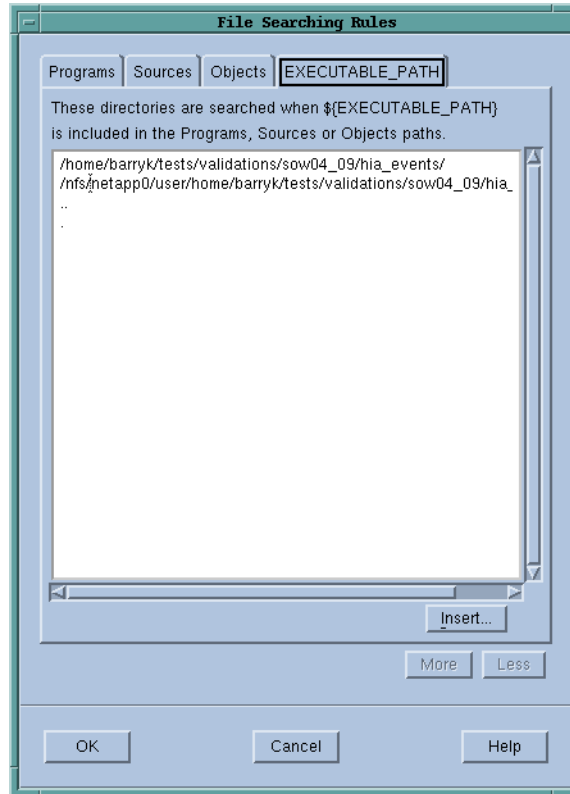 File Searching Rules
Programs Sources Objects EXECUTABLE_PATH
These directories are searched when ${EXECUTABLE_PATH}
is included in the Programs, Sources or Objects paths.
/home/barryk/tests/validations/sow04_09/hia_events/
/nfs/netapp0/user/home/barryk/tests/validations/sow04_09/hia_
..
.
Insert...
More Less
OK Cancel Help